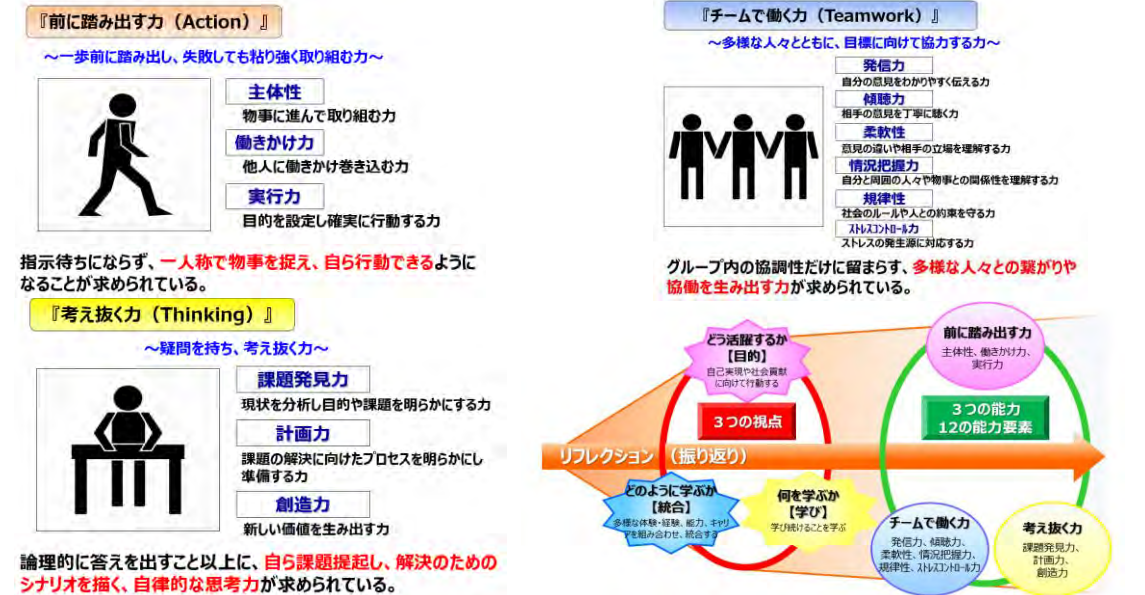 『前に踏み出す力（Action）』
～一歩前に踏み出し、失敗しても粘り強く取り組む力～
主体性
物事に進んで取り組む力
働きかけ力
他人に働きかけ巻き込む力
実行力
目的を設定し確実に行動する力
指示待ちにならず、一人称で物事を捉え、自ら行動できるように
なることが求められている。
『考え抜く力（Thinking）』
～疑問を持ち、考え抜く力～
課題発見力
現状を分析し目的や課題を明らかにする力
計画力
課題の解決に向けたプロセスを明らかにし
準備する力
創造力
新しい価値を生み出す力
論理的に答えを出すこと以上に、自ら課題提起し、解決のための
シナリオを描く、自律的な思考力が求められている。
『チームで働く力（Teamwork）』
～多様な人々とともに、目標に向けて協力する力～
発信力
自分の意見をわかりやすく伝える力
傾聴力
相手の意見を丁寧に聴く力
柔軟性
意見の違いや相手の立場を理解する力
情況把握力
自分と周囲の人々や物事との関係性を理解する力
規律性
社会のルールや人との約束を守る力
ｽﾄﾚｽｺﾝﾄﾛｰﾙ力
ストレスの発生源に対応する力
グループ内の協調性だけに留まらず、多様な人々との繋がりや
協働を生み出す力が求められている。
どう活躍するか
【目的】
自己実現や社会貢献
に向けて行動する
３つの視点
リフレクション（振り返り）
どのように学ぶか
【統合】
多様な体験・経験、能力、キャリ
アを組み合わせ、統合する
何を学ぶか
【学び】
学び続けることを学ぶ
前に踏み出す力
主体性、働きかけ力、
実行力
３つの能力
12の能力要素
チームで働く力
発信力、傾聴力、
柔軟性、情況把握力、
規律性、ｽﾄﾚｽｺﾝﾄﾛｰﾙ力
考え抜く力
課題発見力、
計画力、
創造力